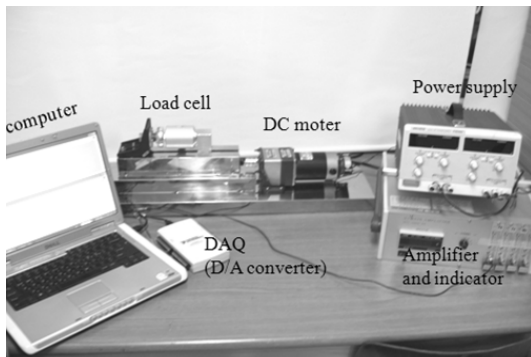 Power supply
Load cell
computer
DC moter
DAQ
(D/A converter)
Amplifier
and indicator